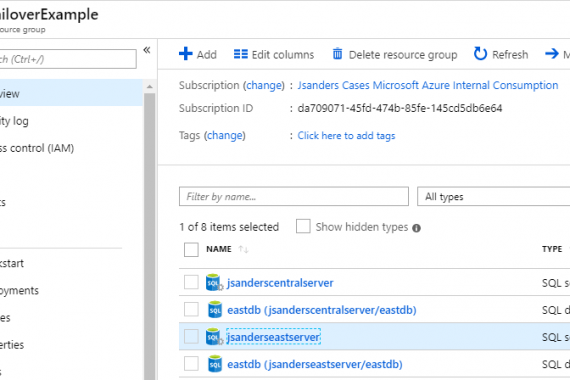 iloverExample
source group
ch (Ctrl+/)
«
view
ity log
ss control (IAM)
ts
kstart
oyments
es
erties
s
Add
Edit columns
Delete resource group
Refresh
M
Subscription (change) : Jsanders Cases Microsoft Azure Internal Consumption
Subscription ID : da709071-45fd-474b-85fe-145cd5db6e64
Tags (change) : Click here to add tags
Filter by name...
All types
1 of 8 items selected
Show hidden types
NAME
TYPE
jsanderscentralserver SQL s
eastdb (jsanderscentralserver/eastdb) SQL d
jsanderseastserver SQL s
eastdb (jsanderseastserver/eastdb) SQL d